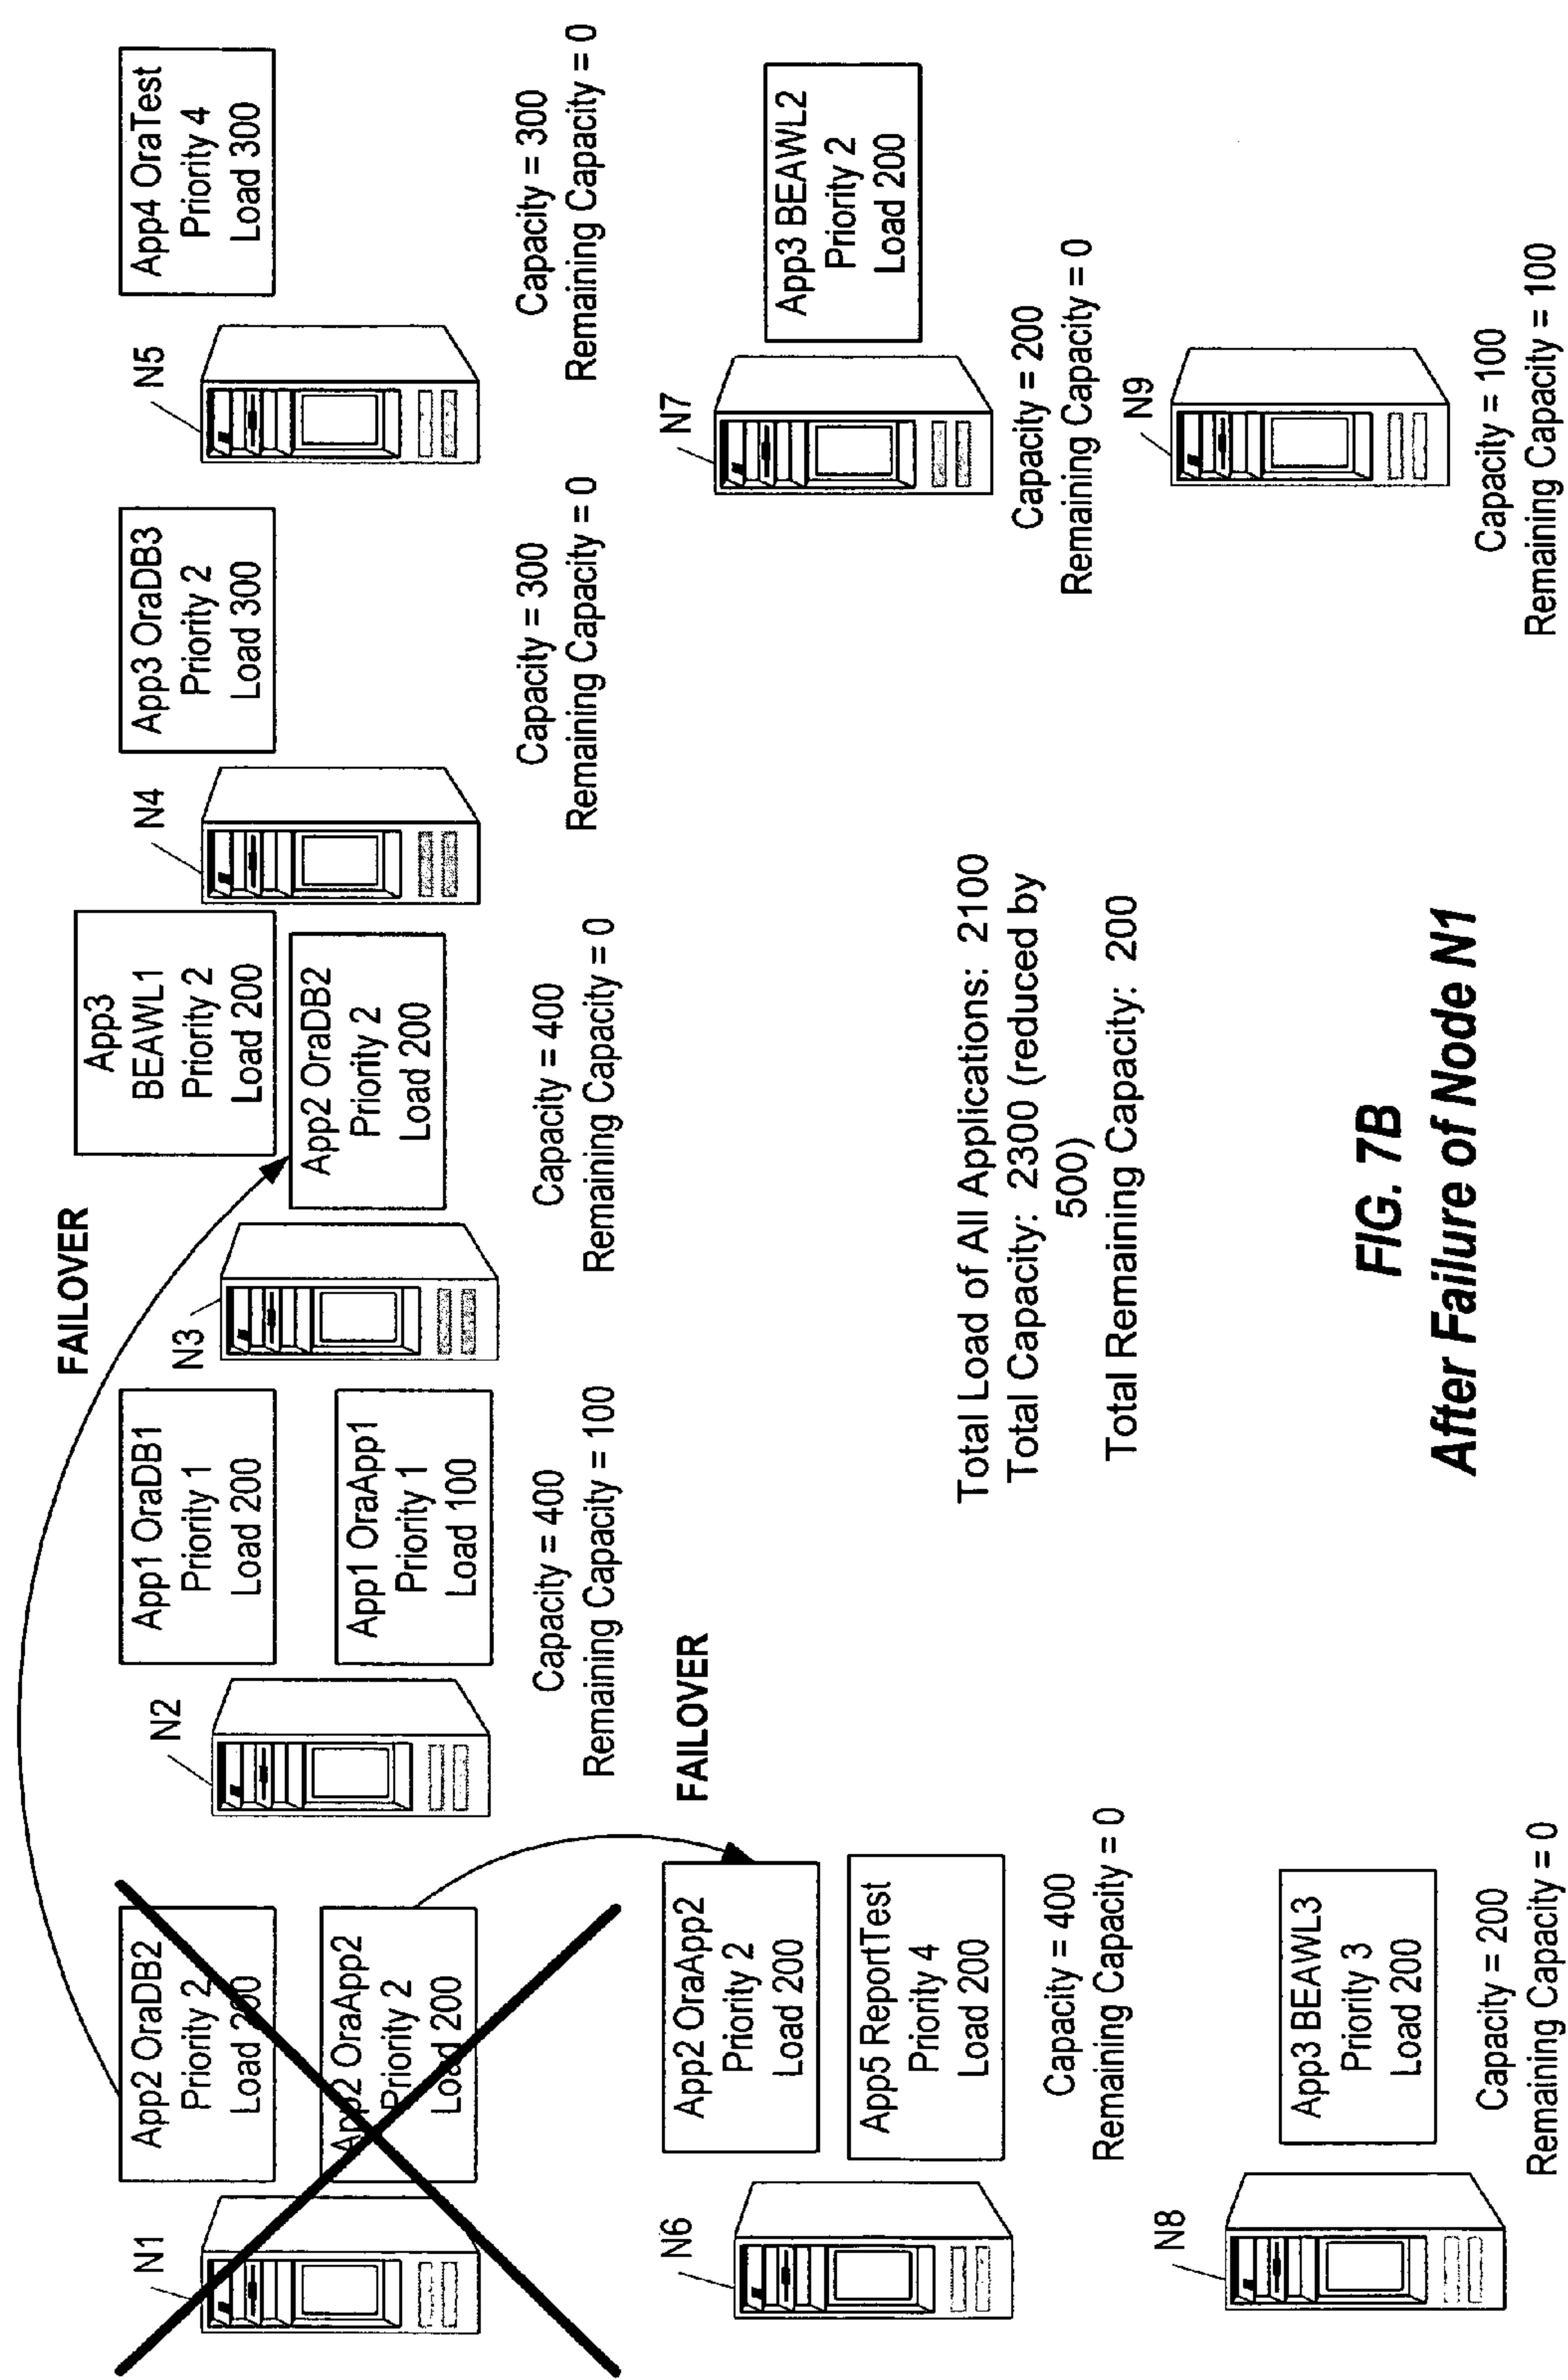 FAILOVER
N1
App2 OraDB2
Priority 2
Load 200
App2 OraApp2
Priority 2
Load 200
N2
App1 OraDB1
Priority 1
Load 200
App1 OraApp1
Priority 1
Load 100
Capacity = 400
Remaining Capacity = 100
N3
App3
BEAWL1
Priority 2
Load 200
App2 OraDB2
Priority 2
Load 200
Capacity = 400
Remaining Capacity = 0
N4
App3 OraDB3
Priority 2
Load 300
Capacity = 300
Remaining Capacity = 0
N5
App4 OraTest
Priority 4
Load 300
Capacity = 300
Remaining Capacity = 0
FAILOVER
N6
App2 OraApp2
Priority 2
Load 200
App5 ReportTest
Priority 4
Load 200
Capacity = 400
Remaining Capacity = 0
N7
App3 BEAWL2
Priority 2
Load 200
Capacity = 200
Remaining Capacity = 0
N8
App3 BEAWL3
Priority 3
Load 200
Capacity = 200
Remaining Capacity = 0
N9
Capacity = 100
Remaining Capacity = 100
Total Load of All Applications: 2100
Total Capacity: 2300 (reduced by
500)
Total Remaining Capacity: 200
FIG. 7B
After Failure of Node N1